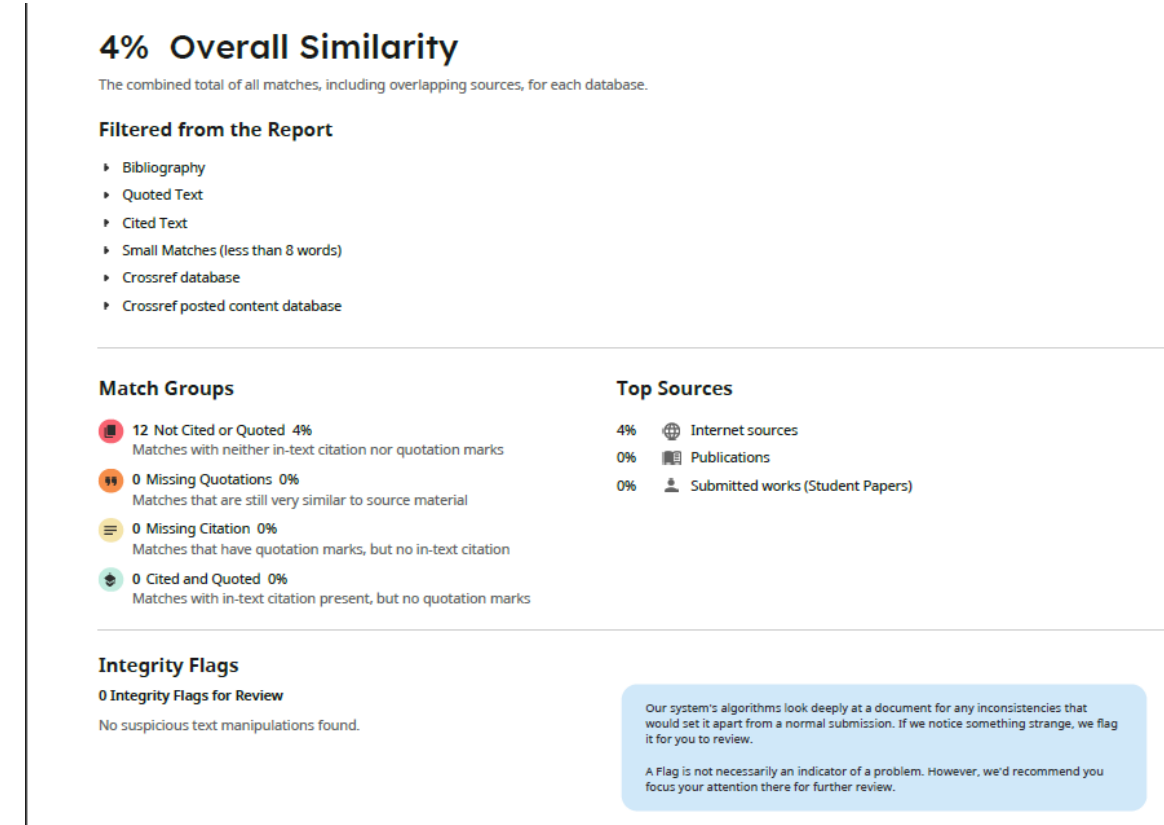 4% Overall Similarity
The combined total of all matches, including overlapping sources, for each database.
Filtered from the Report
Bibliography
Quoted Text
Cited Text
Small Matches (less than 8 words)
Crossref database
Crossref posted content database
Match Groups
12 Not Cited or Quoted 4%
Matches with neither in-text citation nor quotation marks
0 Missing Quotations 0%
Matches that are still very similar to source material
0 Missing Citation 0%
Matches that have quotation marks, but no in-text citation
0 Cited and Quoted 0%
Matches with in-text citation present, but no quotation marks
Top Sources
4% Internet sources
0% Publications
0% Submitted works (Student Papers)
Integrity Flags
0 Integrity Flags for Review
No suspicious text manipulations found.
Our system's algorithms look deeply at a document for any inconsistencies that
would set it apart from a normal submission. If we notice something strange, we flag
it for you to review.
A Flag is not necessarily an indicator of a problem. However, we'd recommend you
focus your attention there for further review.